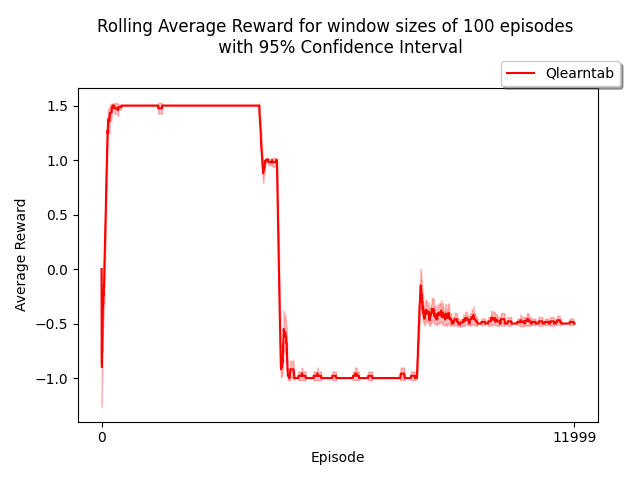 Rolling Average Reward for window sizes of 100 episodes
with 95% Confidence Interval
Qlearntab
1.5
1.0
0.5
0.0
−0.5
−1.0
Average Reward
0
11999
Episode